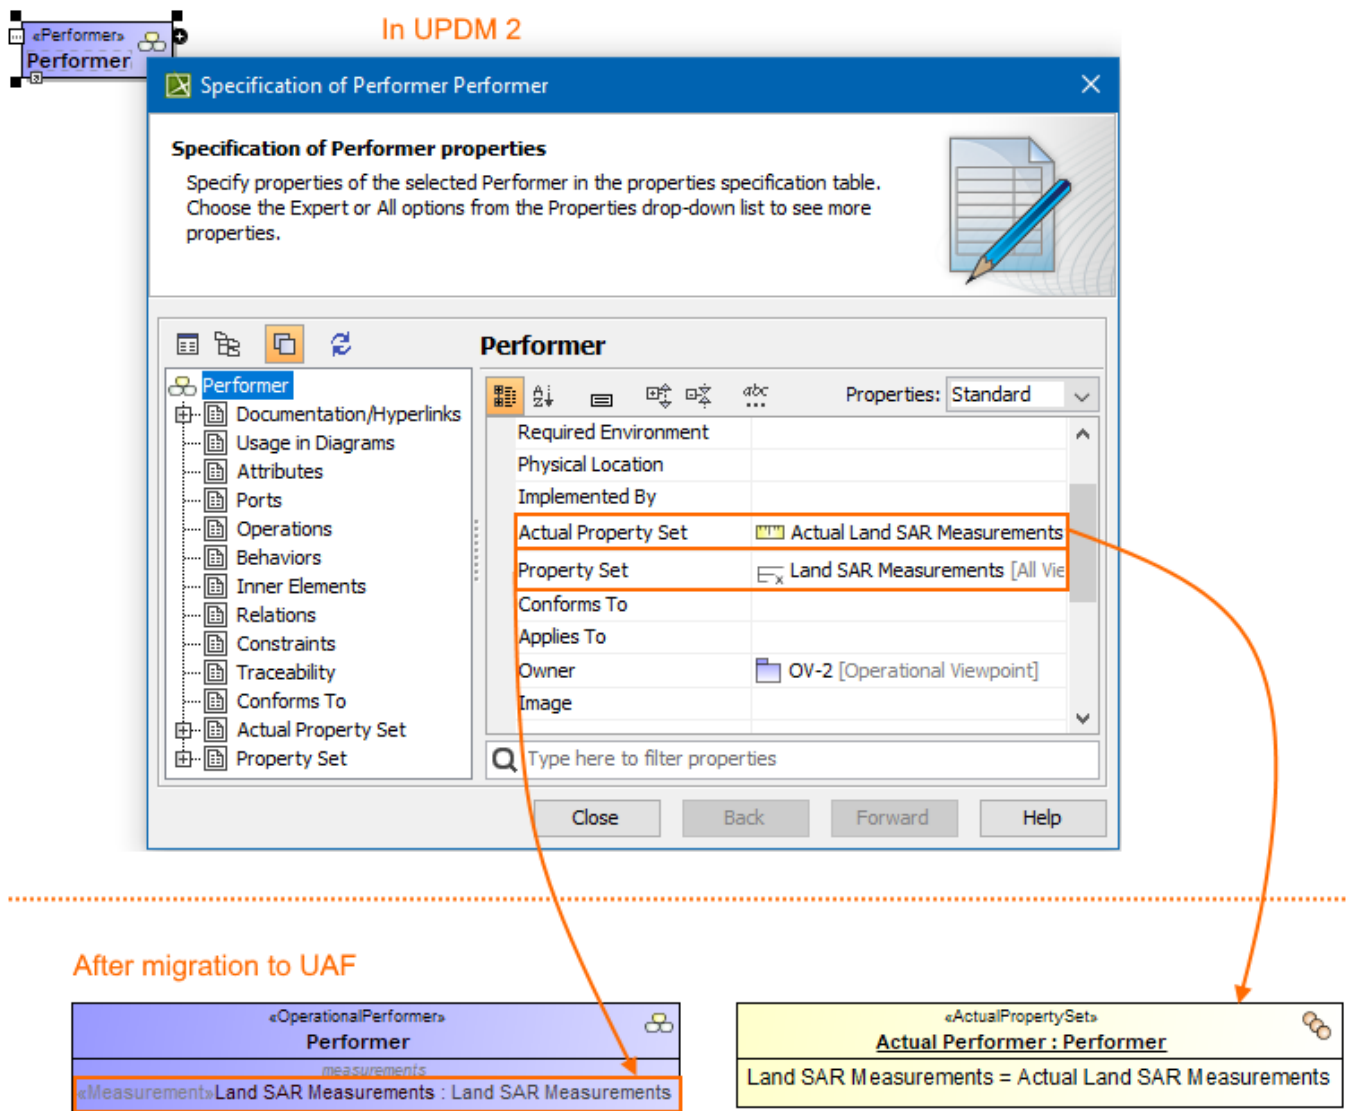 In UPDM 2
«Performer»
Performer
Specification of Performer Performer
Specification of Performer properties
Specify properties of the selected Performer in the properties specification table.
Choose the Expert or All options from the Properties drop-down list to see more
properties.
Performer
Performer
Documentation/Hyperlinks
Usage in Diagrams
Attributes
Ports
Operations
Behaviors
Inner Elements
Relations
Constraints
Traceability
Conforms To
Actual Property Set
Property Set
Properties: Standard
Required Environment
Physical Location
Implemented By
Actual Property Set Actual Land SAR Measurements
Property Set Land SAR Measurements [All Vie
Conforms To
Applies To
Owner OV-2 [Operational Viewpoint]
Image
Type here to filter properties
Close Back Forward Help
After migration to UAF
«OperationalPerformer»
Performer
measurements
«Measurement»Land SAR Measurements : Land SAR Measurements
«ActualPropertySet»
Actual Performer : Performer
Land SAR Measurements = Actual Land SAR Measurements